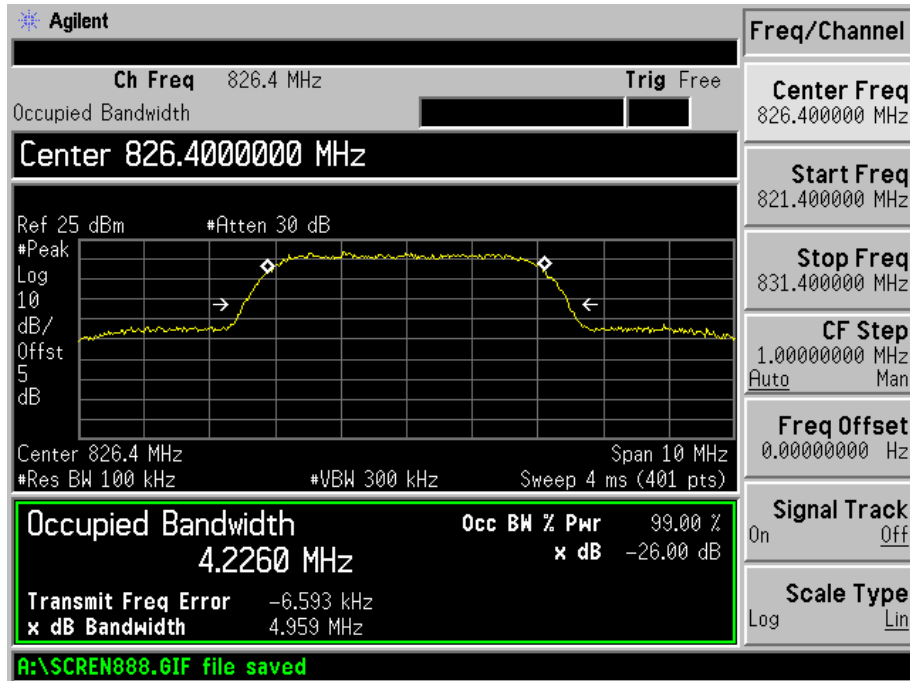 Agilent
Ch Freq 826.4 MHz Trig Free
Occupied Bandwidth
Center 826.4000000 MHz
Ref 25 dBm #Atten 30 dB
#Peak
Log
10
dB/
Offst
5
dB
Center 826.4 MHz Span 10 MHz
#Res BW 100 kHz #VBW 300 kHz Sweep 4 ms (401 pts)
Occupied Bandwidth
4.2260 MHz
Occ BW % Pwr 99.00 %
x dB -26.00 dB
Transmit Freq Error -6.593 kHz
x dB Bandwidth 4.959 MHz
A:\SCREN888.GIF file saved
Freq/Channel
Center Freq
826.400000 MHz
Start Freq
821.400000 MHz
Stop Freq
831.400000 MHz
CF Step
1.00000000 MHz
Auto Man
Freq Offset
0.00000000 Hz
Signal Track
On Off
Scale Type
Log Lin